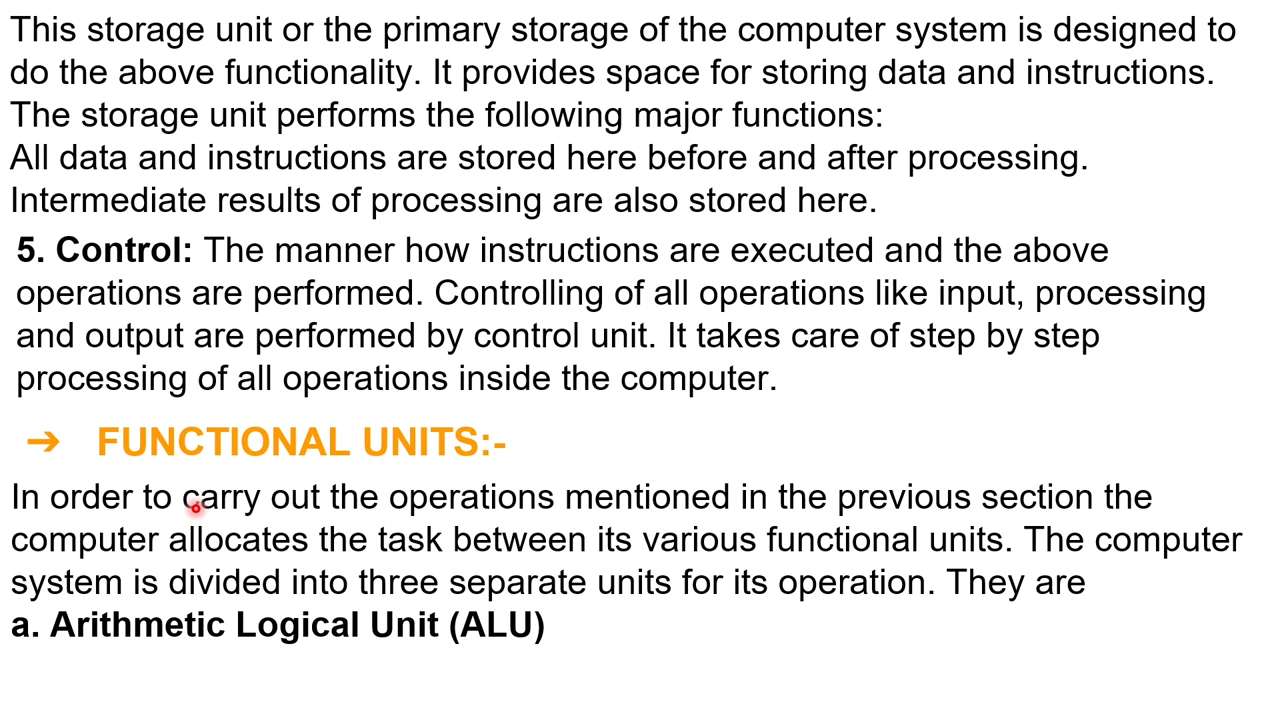 This storage unit or the primary storage of the computer system is designed to
do the above functionality. It provides space for storing data and instructions.
The storage unit performs the following major functions:
All data and instructions are stored here before and after processing.
Intermediate results of processing are also stored here.
5. Control: The manner how instructions are executed and the above
operations are performed. Controlling of all operations like input, processing
and output are performed by control unit. It takes care of step by step
processing of all operations inside the computer.
➔ FUNCTIONAL UNITS:-
In order to carry out the operations mentioned in the previous section the
computer allocates the task between its various functional units. The computer
system is divided into three separate units for its operation. They are
a. Arithmetic Logical Unit (ALU)